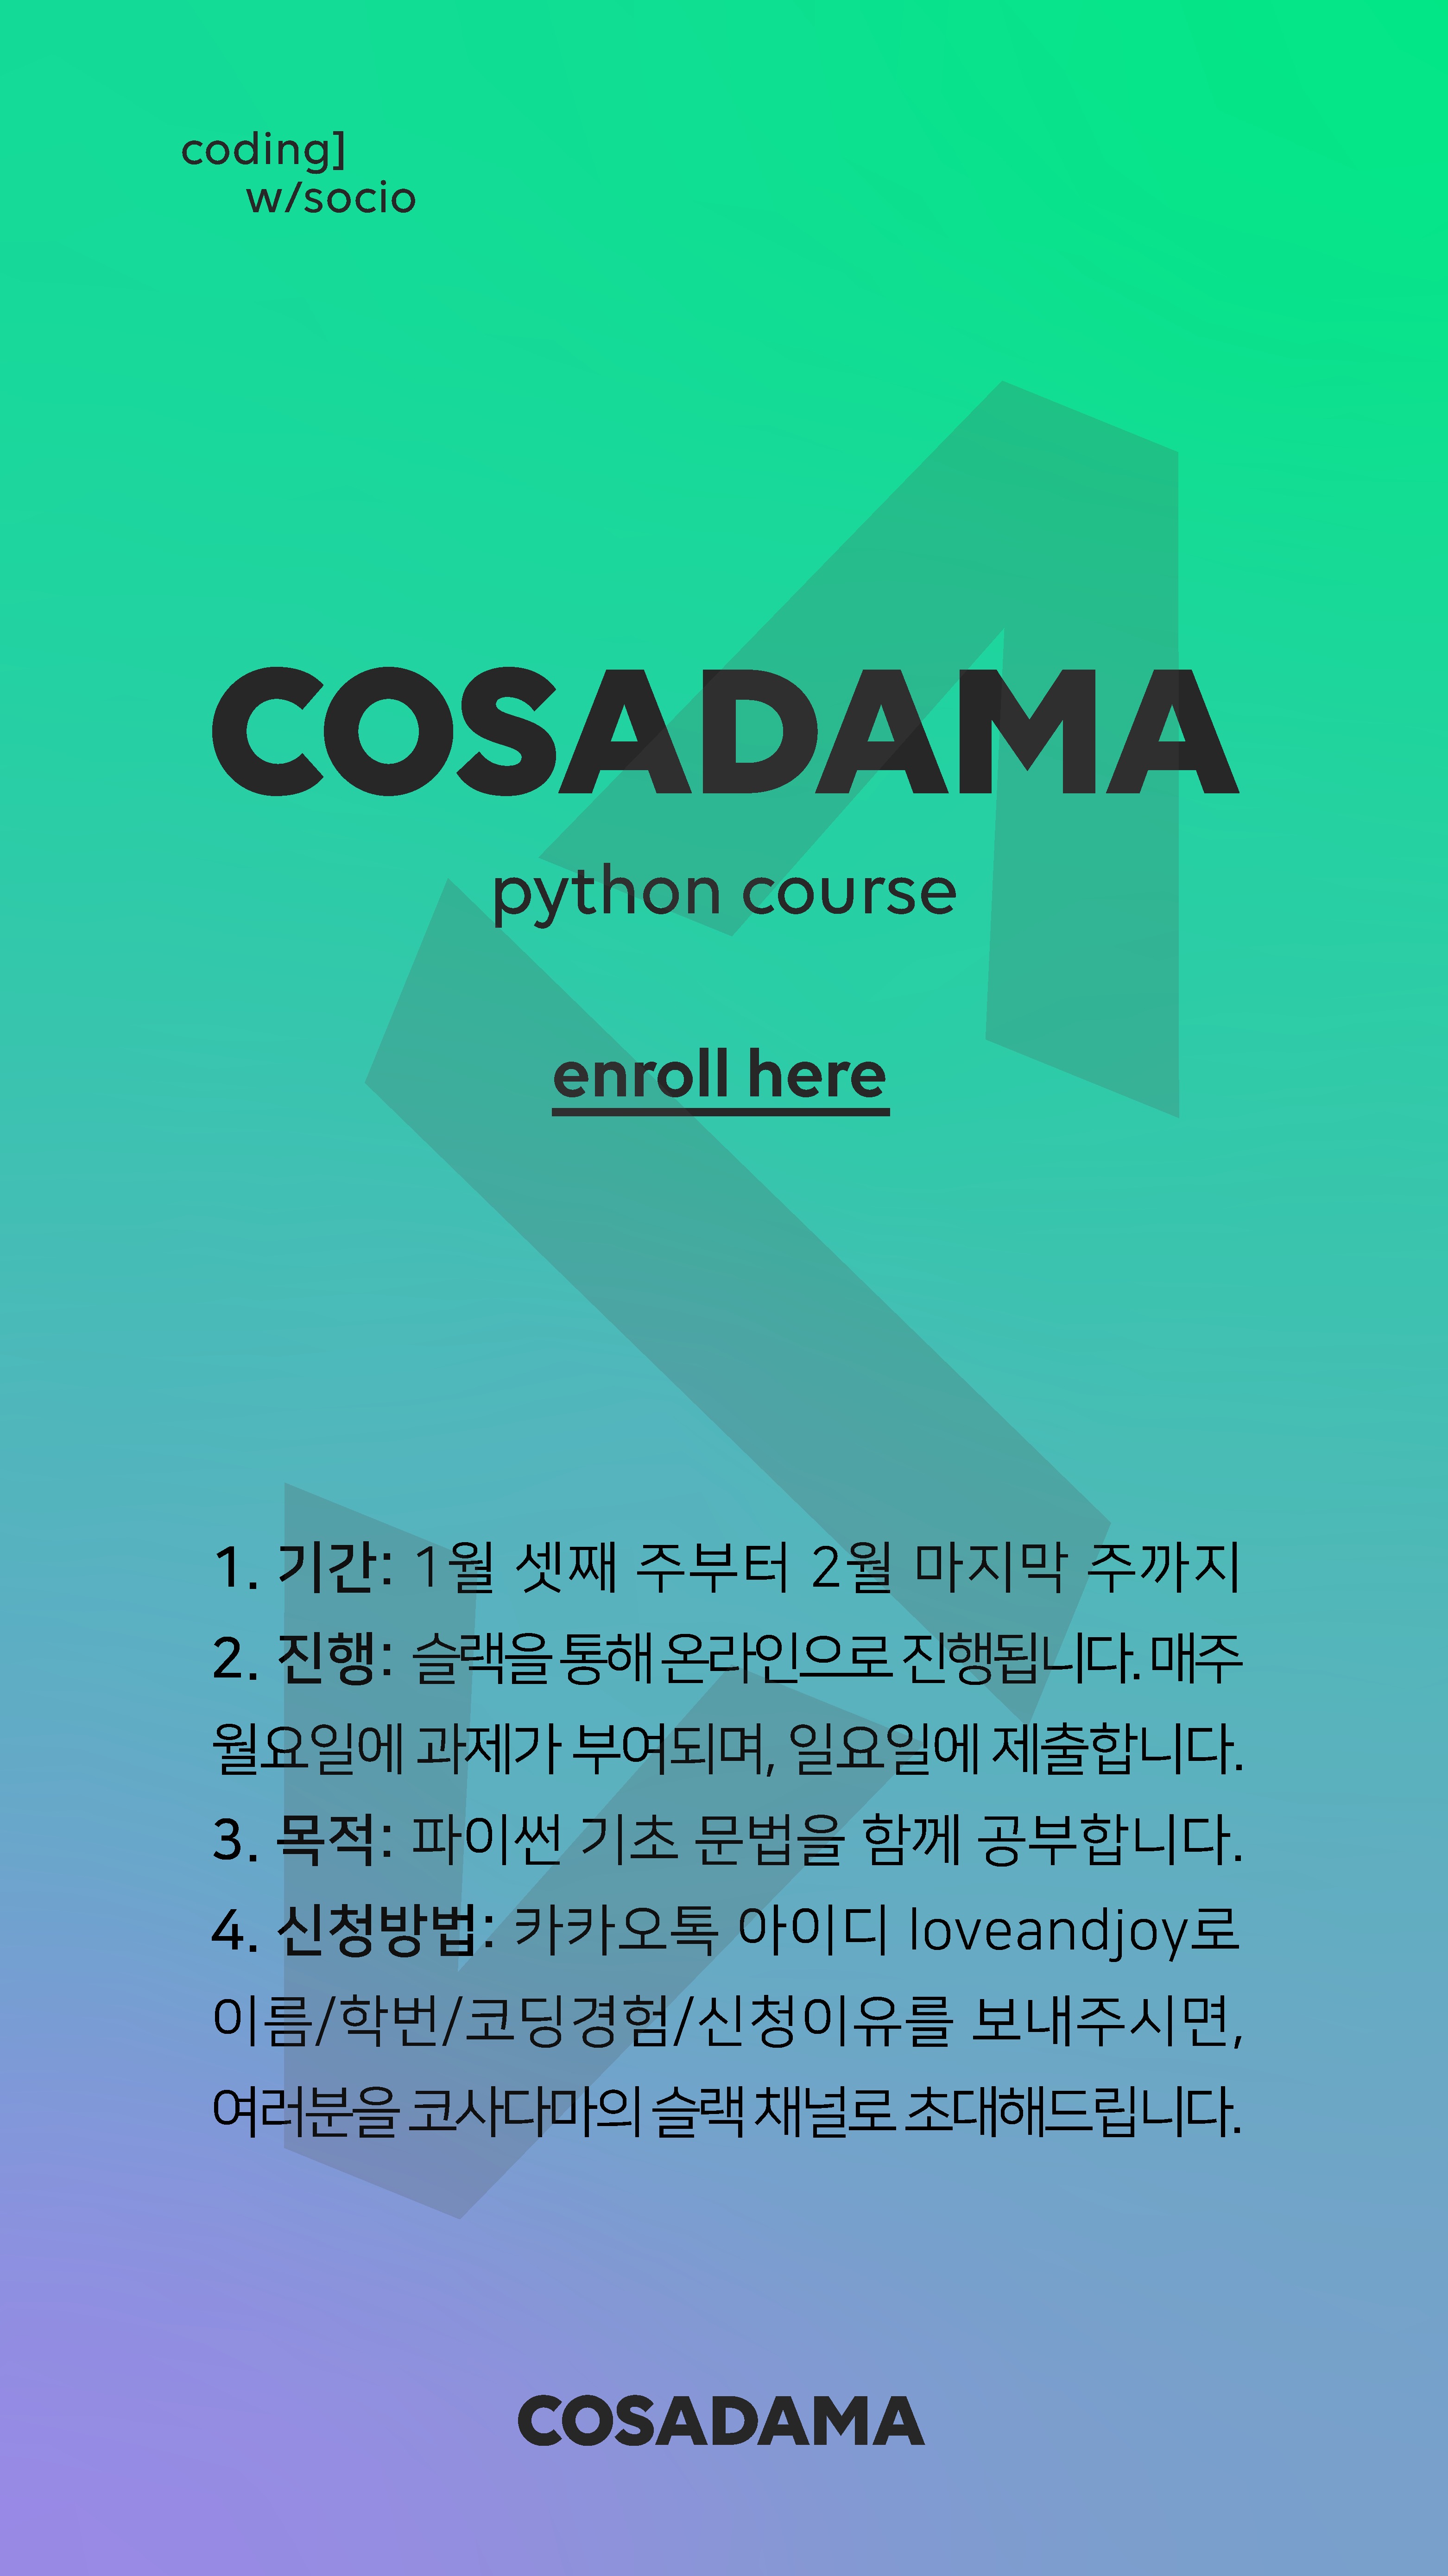 coding]
w/socio
COSADAMA
python course
enroll here
1. 기간: 1월 셋째 주부터 2월 마지막 주까지
2. 진행: 슬랙을 통해 온라인으로 진행됩니다. 매주
월요일에 과제가 부여되며, 일요일에 제출합니다.
3. 목적: 파이썬 기초 문법을 함께 공부합니다.
4. 신청방법: 카카오톡 아이디 loveandjoy로
이름/학번/코딩경험/신청이유를 보내주시면,
여러분을 코사다마의 슬랙 채널로 초대해드립니다.
COSADAMA